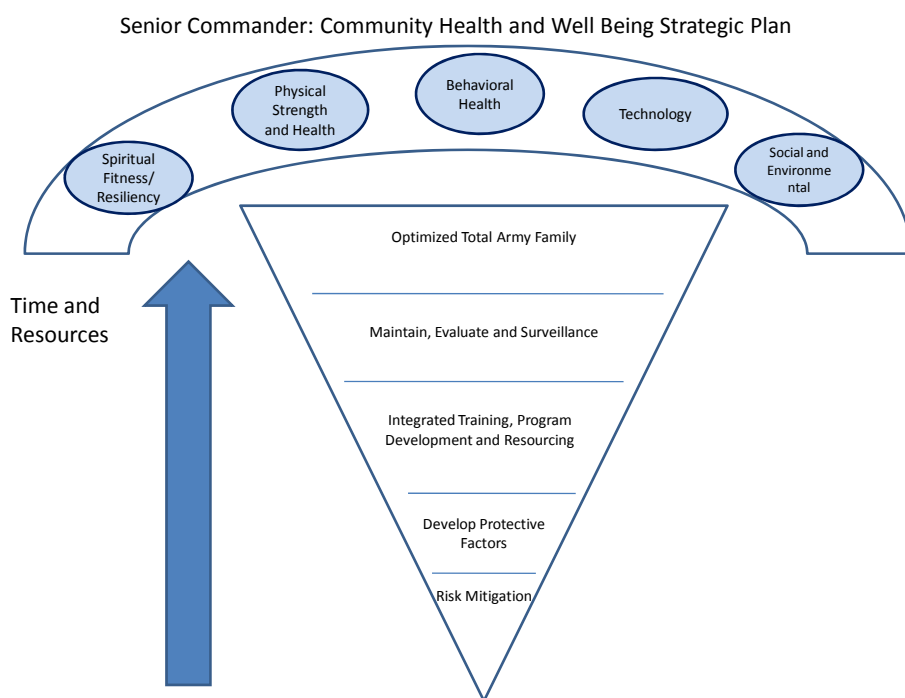 Senior Commander: Community Health and Well Being Strategic Plan
Spiritual
Fitness/
Resiliency
Physical
Strength
and Health
Behavioral
Health
Technology
Social and
Environme
ntal
Time and
Resources
Optimized Total Army Family
Maintain, Evaluate and Surveillance
Integrated Training, Program
Development and Resourcing
Develop Protective
Factors
Risk Mitigation